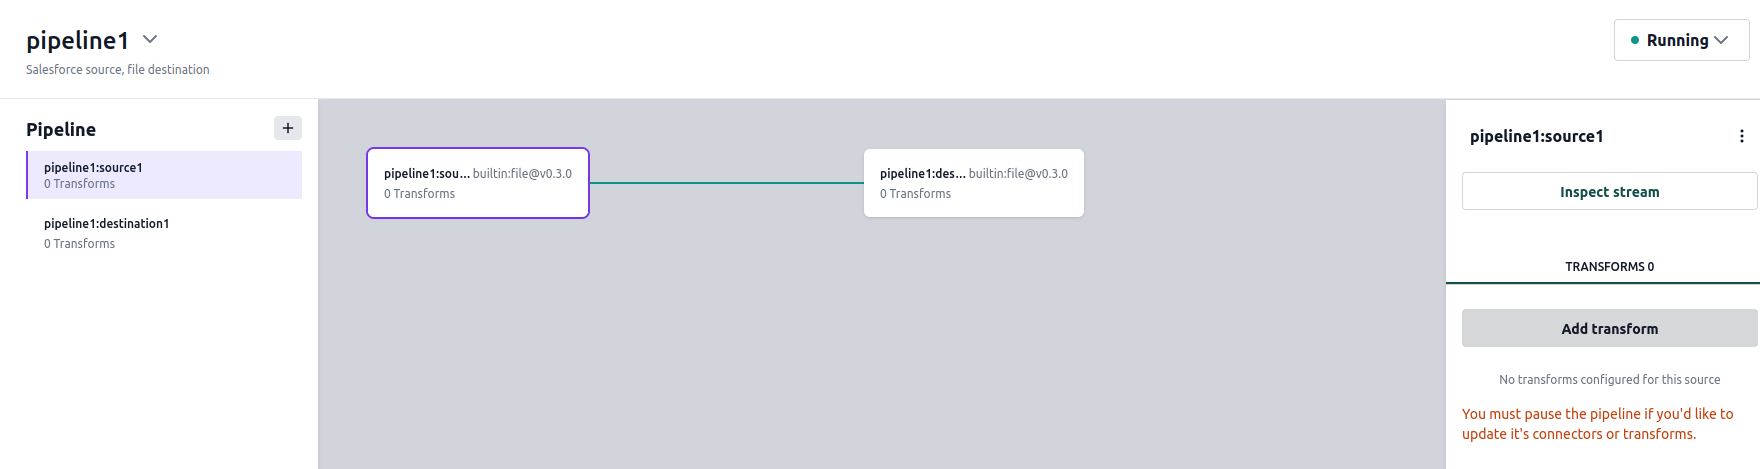 pipeline1
Salesforce source, file destination
Running
Pipeline
+
pipeline1:source1
0 Transforms
pipeline1:destination1
0 Transforms
pipeline1:sou... builtin:file@v0.3.0
0 Transforms
pipeline1:des... builtin:file@v0.3.0
0 Transforms
pipeline1:source1
Inspect stream
TRANSFORMS 0
Add transform
No transforms configured for this source
You must pause the pipeline if you'd like to
update it's connectors or transforms.